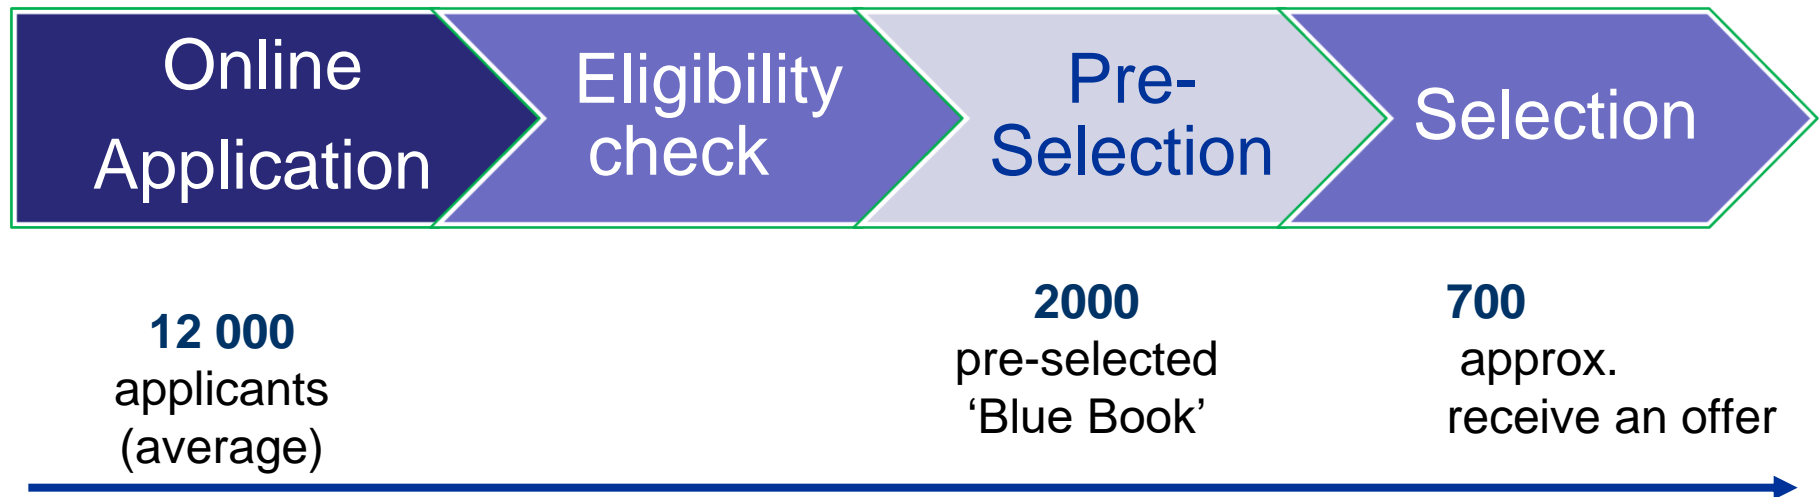 Online
Application
Eligibility
check
Pre-
Selection
Selection
12 000
applicants
(average)
2000
pre-selected
‘Blue Book’
700
approx.
receive an offer